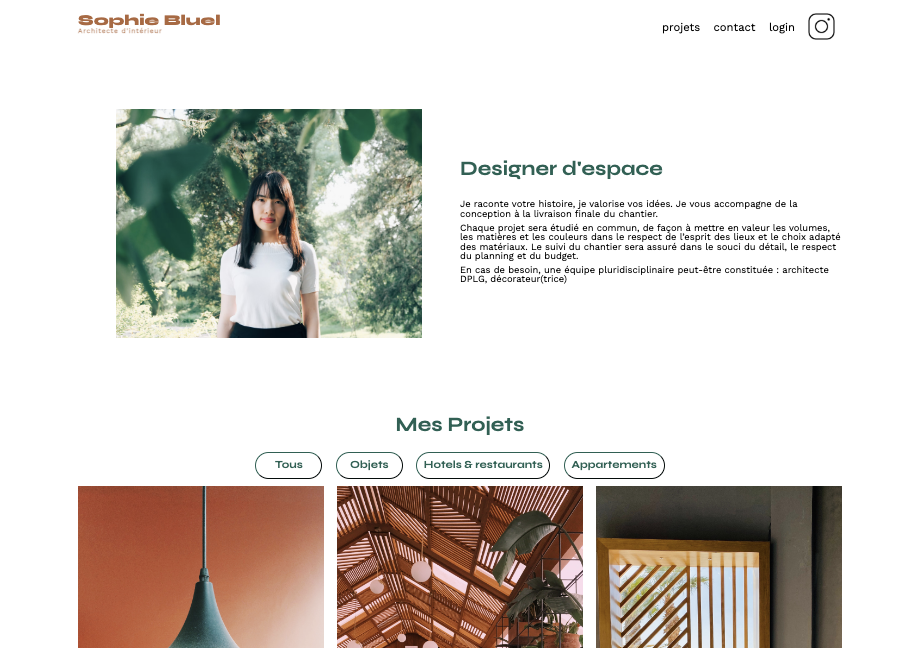 Sophie Bluel
Architecte d'intérieur
projets contact login
Designer d'espace
Je raconte votre histoire, je valorise vos idées. Je vous accompagne de la
conception à la livraison finale du chantier.
Chaque projet sera étudié en commun, de façon à mettre en valeur les volumes,
les matières et les couleurs dans le respect de l'esprit des lieux et le choix adapté
des matériaux. Le suivi du chantier sera assuré dans le souci du détail, le respect
du planning et du budget.
En cas de besoin, une équipe pluridisciplinaire peut-être constituée : architecte
DPLG, décorateur(trice)
Mes Projets
Tous Objets Hotels & restaurants Appartements